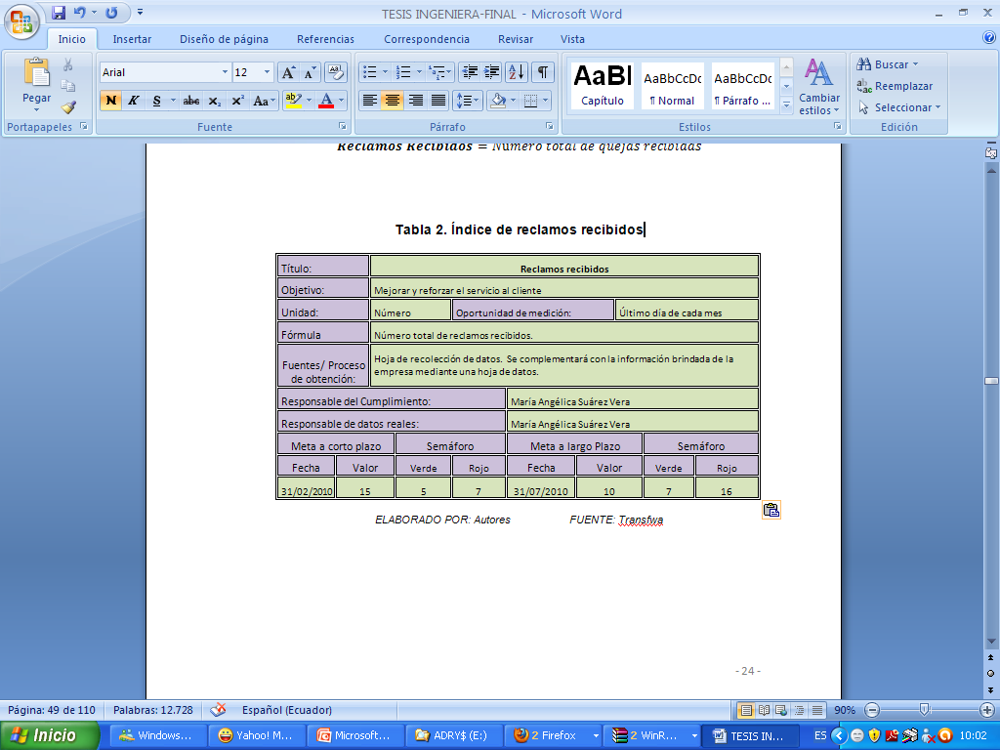 TESIS INGENIERA-FINAL - Microsoft Word
Inicio Insertar Diseño de página Referencias Correspondencia Revisar Vista
Pegar
Portapapeles
Arial 12
N K S abc x₂ x² Aa
ab A
Fuente
Párrafo
AaBl AaBbCcDc AaBbCcDc
Capítulo ¶ Normal ¶ Párrafo ...
Cambiar estilos
Estilos
Buscar
Reemplazar
Seleccionar
Edición
Reclamos Recibidos = Número total de quejas recibidas
Tabla 2. Índice de reclamos recibidos
Título: Reclamos recibidos
Objetivo: Mejorar y reforzar el servicio al cliente
Unidad: Número Oportunidad de medición: Último día de cada mes
Fórmula Número total de reclamos recibidos.
Fuentes/ Proceso de obtención: Hoja de recolección de datos. Se complementará con la información brindada de la
empresa mediante una hoja de datos.
Responsable del Cumplimiento: María Angélica Suárez Vera
Responsable de datos reales: María Angélica Suárez Vera
Meta a corto plazo Semáforo Meta a largo Plazo Semáforo
Fecha Valor Verde Rojo Fecha Valor Verde Rojo
31/02/2010 15 5 7 31/07/2010 10 7 16
ELABORADO POR: Autores FUENTE: Transfwa
- 24 -
Página: 49 de 110 Palabras: 12.728 Español (Ecuador) 90%
Inicio Windows... Yahoo! M... Microsoft... ADRY$ (E:) 2 Firefox 2 WinR... TESIS IN... ES 10:02